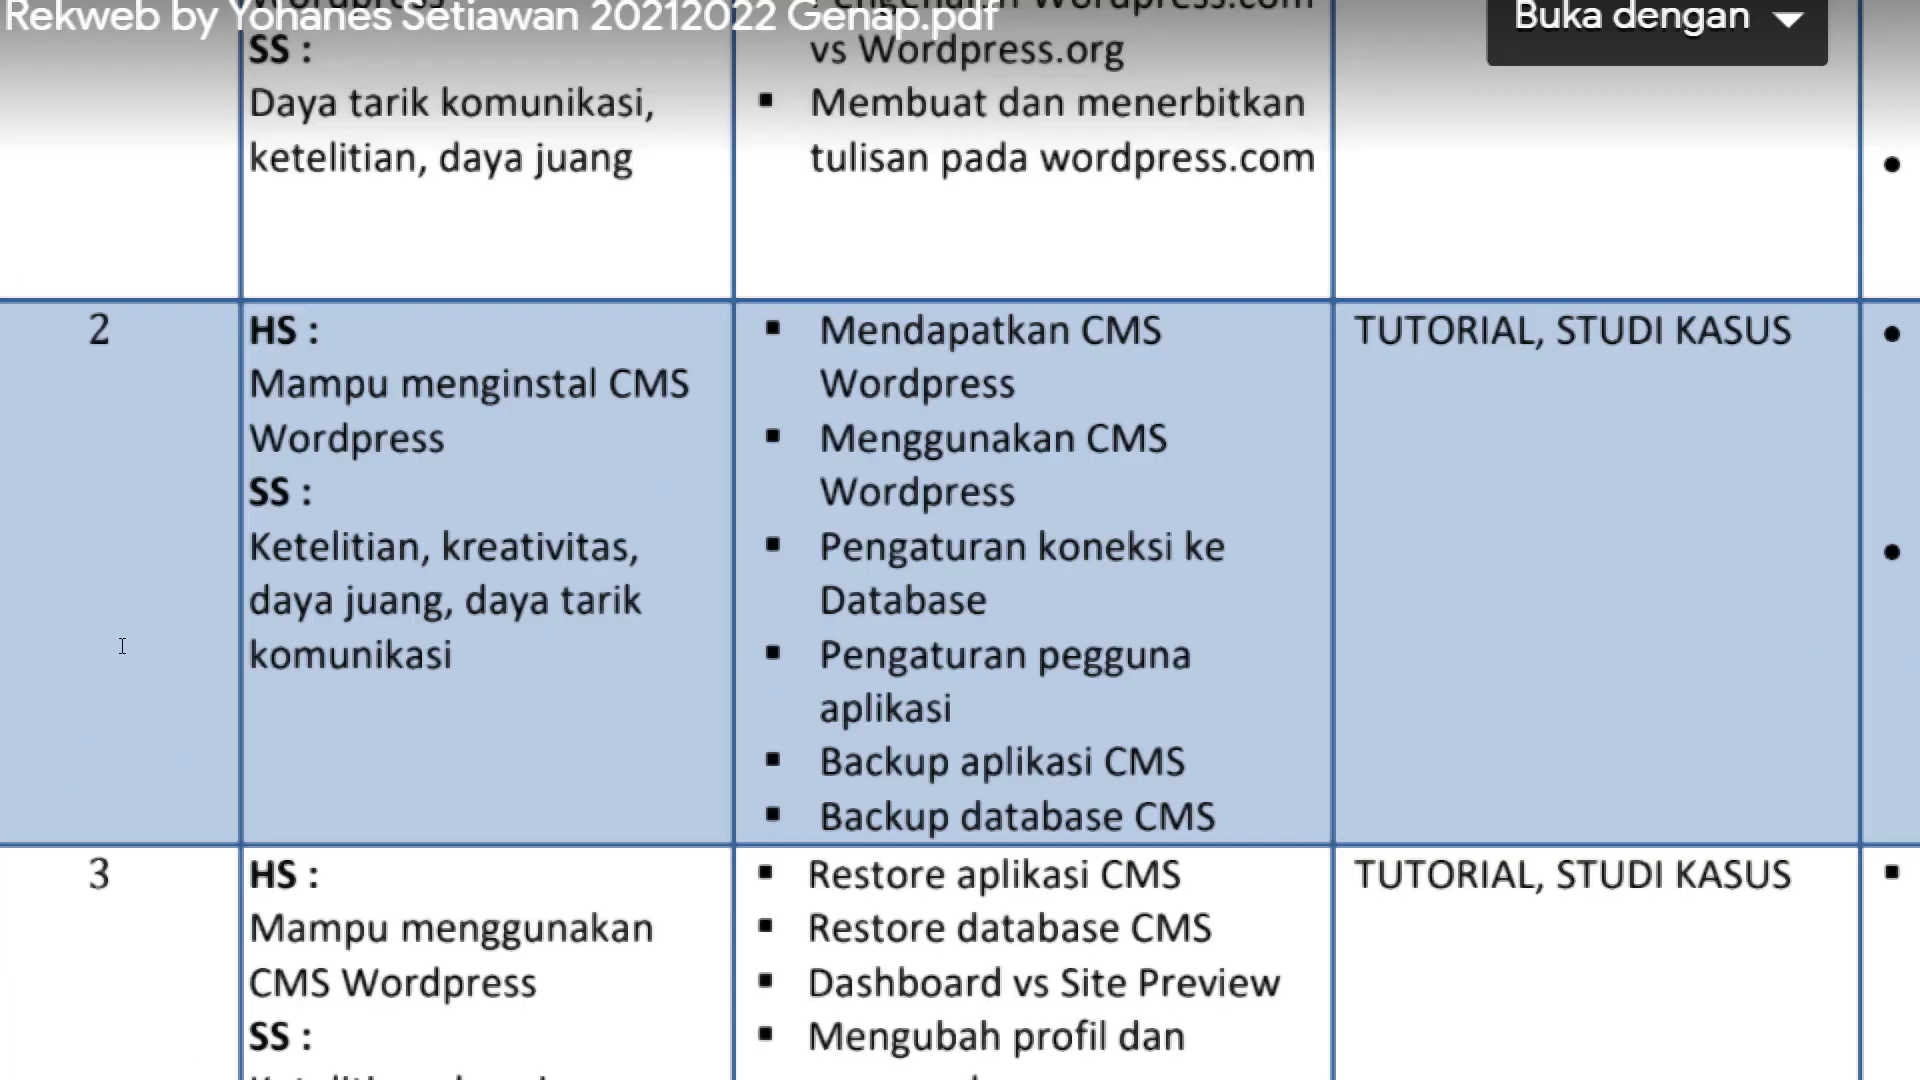 Rekweb by Yohanes Setiawan 20212022 Genap.pdf
Buka dengan
SS :
Daya tarik komunikasi,
ketelitian, daya juang
vs Wordpress.org
▪ Membuat dan menerbitkan
tulisan pada wordpress.com
2
HS :
Mampu menginstal CMS
Wordpress
SS :
Ketelitian, kreativitas,
daya juang, daya tarik
komunikasi
▪ Mendapatkan CMS
Wordpress
▪ Menggunakan CMS
Wordpress
▪ Pengaturan koneksi ke
Database
▪ Pengaturan pegguna
aplikasi
▪ Backup aplikasi CMS
▪ Backup database CMS
TUTORIAL, STUDI KASUS
3
HS :
Mampu menggunakan
CMS Wordpress
SS :
▪ Restore aplikasi CMS
▪ Restore database CMS
▪ Dashboard vs Site Preview
▪ Mengubah profil dan
TUTORIAL, STUDI KASUS